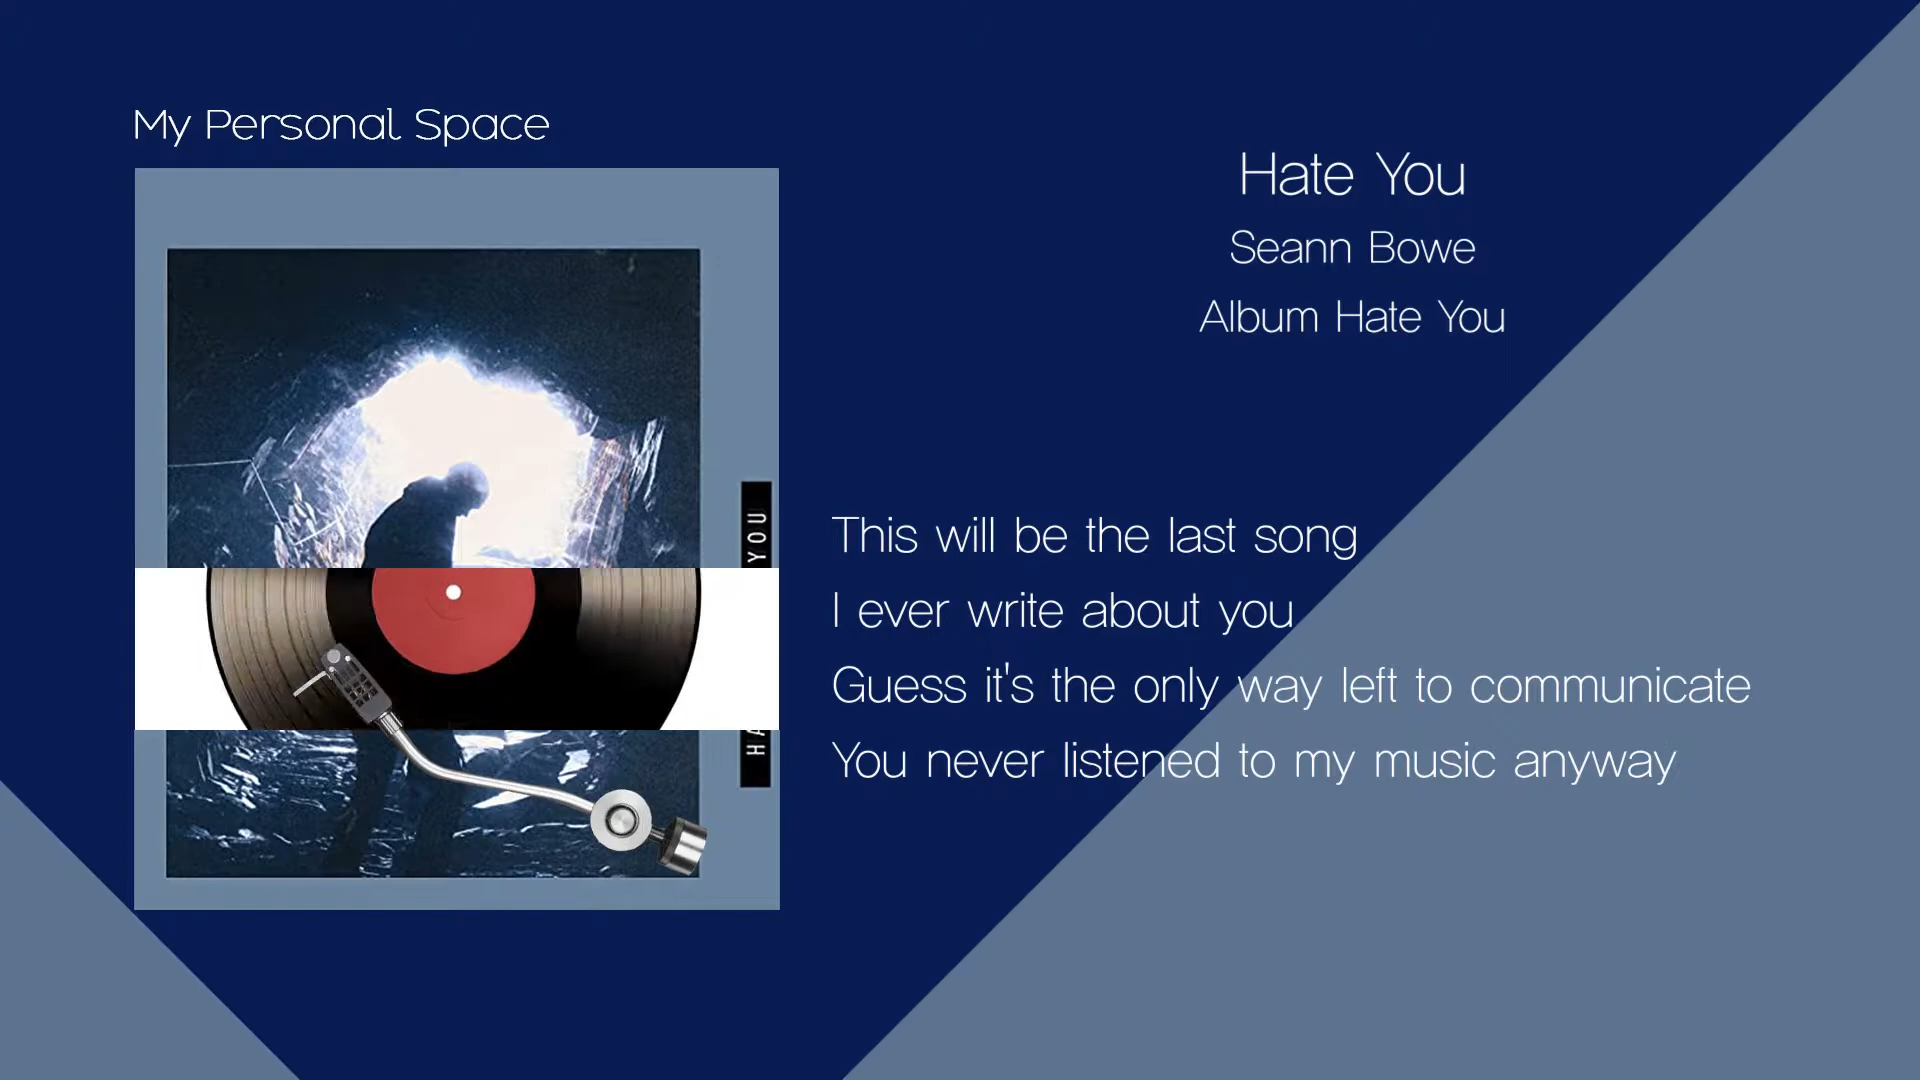 My Personal Space
Hate You
Seann Bowe
Album Hate You
YOU
HA
This will be the last song
I ever write about you
Guess it's the only way left to communicate
You never listened to my music anyway